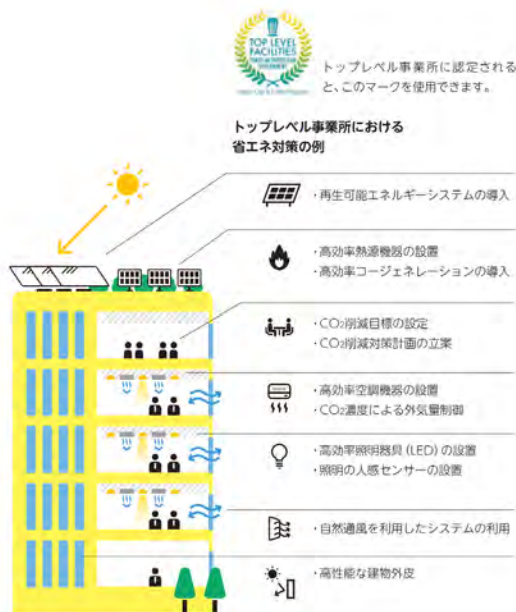 TOP LEVEL
FACILITIES
トップレベル事業所に認定される
と、このマークを使用できます。
トップレベル事業所における
省エネ対策の例
・再生可能エネルギーシステムの導入
・高効率熱源機器の設置
・高効率コージェネレーションの導入
・CO₂削減目標の設定
・CO₂削減対策計画の立案
・高効率空調機器の設置
・CO₂濃度による外気量制御
・高効率照明器具(LED)の設置
・照明の人感センサーの設置
・自然通風を利用したシステムの利用
・高性能な建物外皮